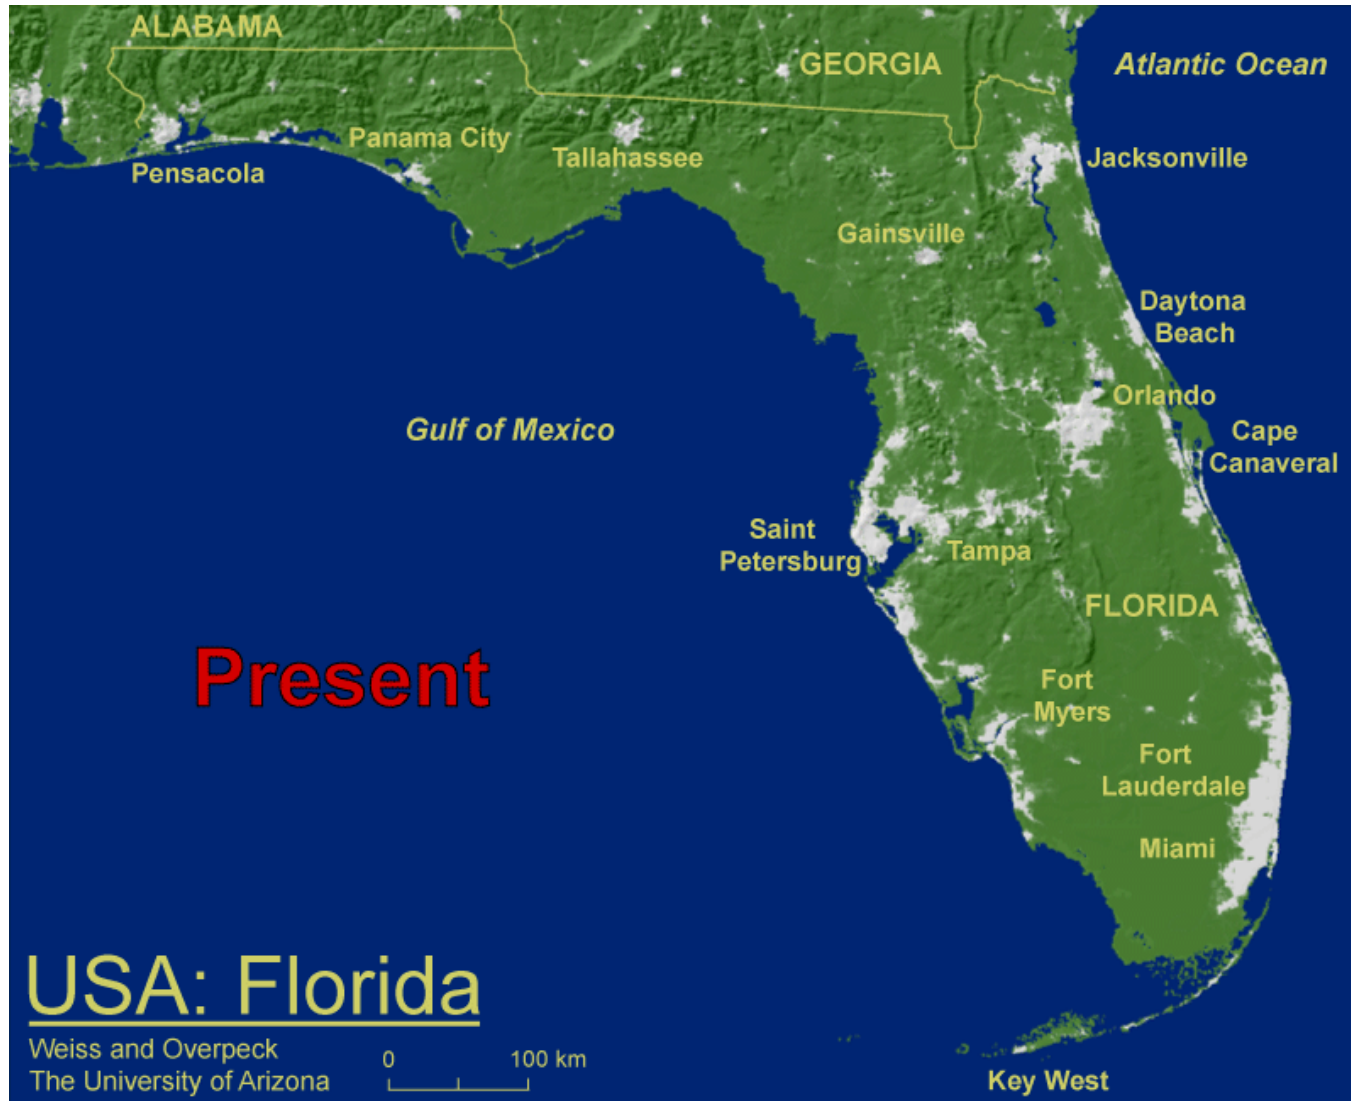 ALABAMA
GEORGIA
Atlantic Ocean
Panama City
Tallahassee
Pensacola
Jacksonville
Gainsville
Daytona
Beach
Orlando
Gulf of Mexico
Cape
Canaveral
Saint
Petersburg
Tampa
FLORIDA
Present
Fort
Myers
Fort
Lauderdale
Miami
USA: Florida
Weiss and Overpeck
The University of Arizona
0 100 km
Key West